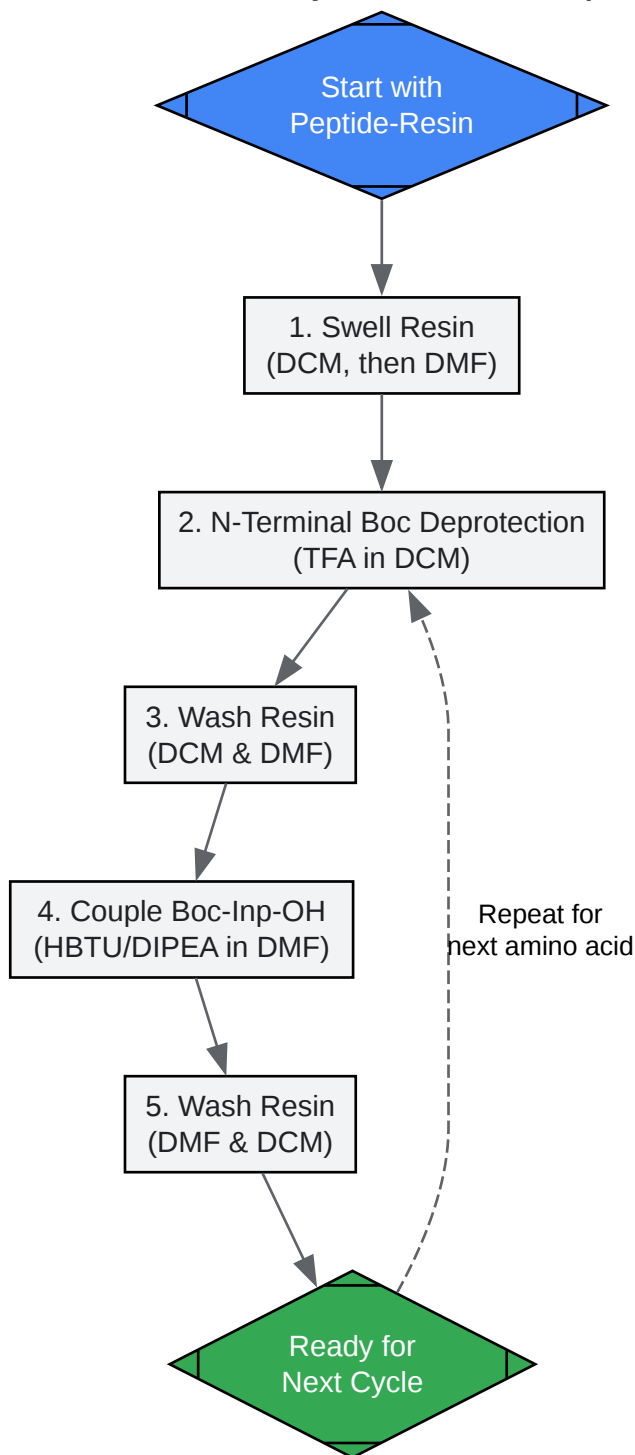 Start with
Peptide-Resin
1. Swell Resin
(DCM, then DMF)
2. N-Terminal Boc Deprotection
(TFA in DCM)
3. Wash Resin
(DCM & DMF)
4. Couple Boc-Inp-OH
(HBTU/DIPEA in DMF)
Repeat for
next amino acid
5. Wash Resin
(DMF & DCM)
Ready for
Next Cycle